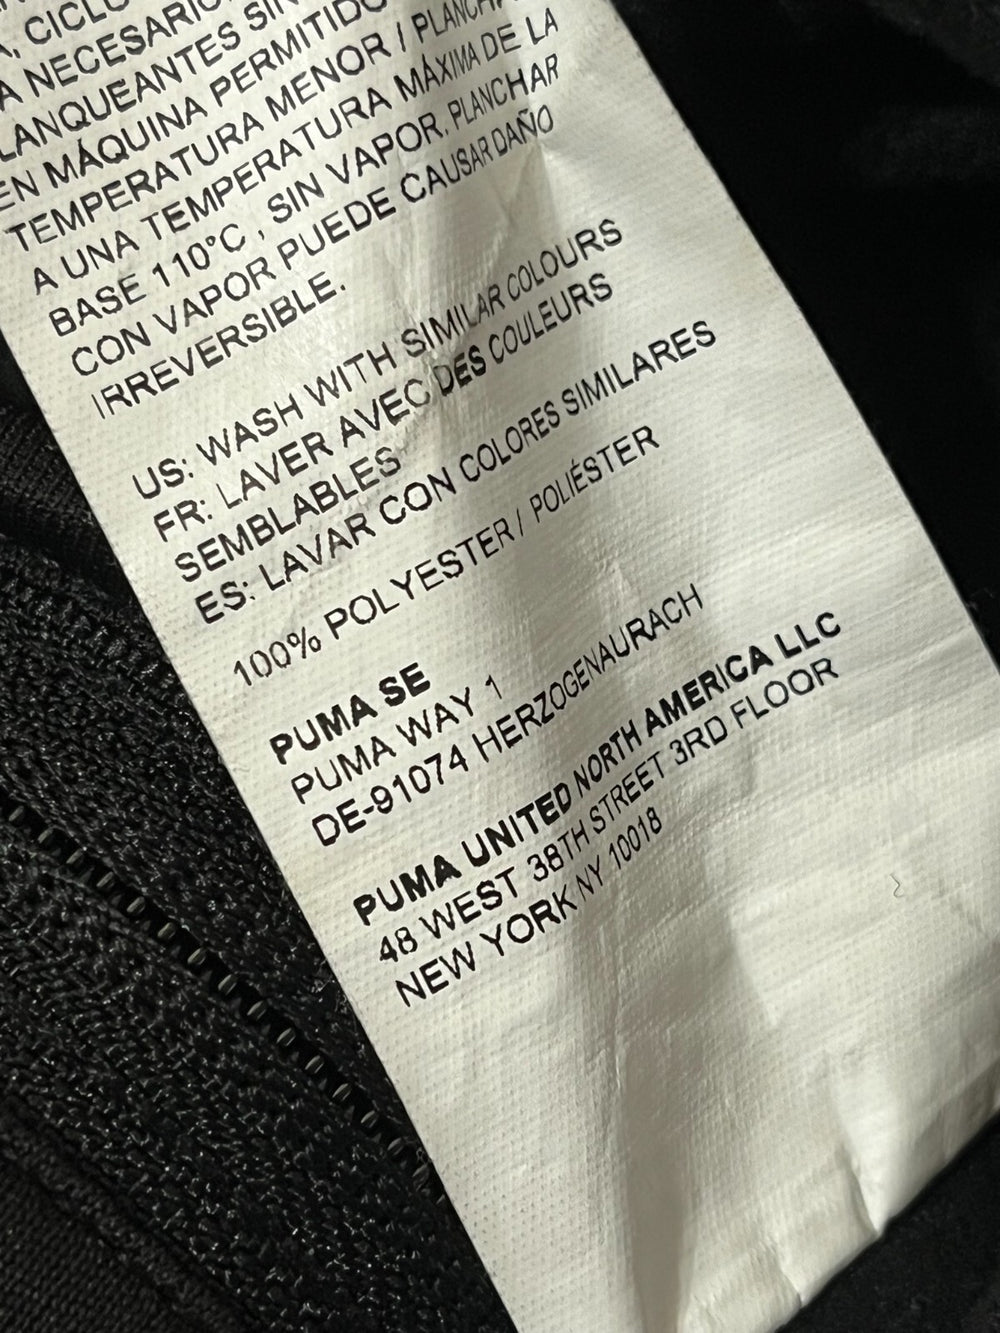 , CICLO
A NECESARIO
LANQUEANTES SIN
EN MÁQUINA PERMITIDO
TEMPERATURA MENOR / PLANCHA
A UNA TEMPERATURA MÁXIMA DE LA
BASE 110°C , SIN VAPOR. PLANCHAR
CON VAPOR PUEDE CAUSAR DAÑO
IRREVERSIBLE.
US: WASH WITH SIMILAR COLOURS
FR: LAVER AVEC DES COULEURS
SEMBLABLES
ES: LAVAR CON COLORES SIMILARES
100% POLYESTER / POLIÉSTER
PUMA SE
PUMA WAY 1
DE-91074 HERZOGENAURACH
PUMA UNITED NORTH AMERICA LLC
48 WEST 38TH STREET 3RD FLOOR
NEW YORK NY 10018